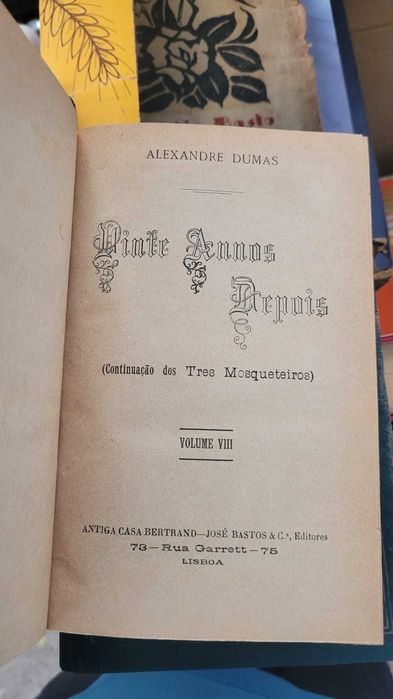 ALEXANDRE DUMAS
Vinte Annos
Depois
(Continuação dos Tres Mosqueteiros)
VOLUME VIII
ANTIGA CASA BERTRAND—JOSÉ BASTOS & C.ª, Editores
73—Rua Garrett—75
LISBOA